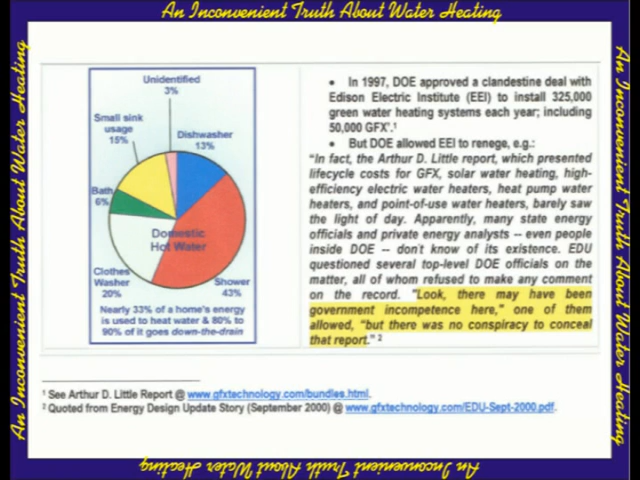 An Inconvenient Truth About Water Heating
An Inconvenient Truth About Water Heating
An Inconvenient Truth About Water Heating
Unidentified
3%
Small sink
usage
15%
Dishwasher
13%
Bath
6%
Domestic
Hot Water
Clothes
Washer
20%
Shower
43%
Nearly 33% of a home's energy
is used to heat water & 80% to
90% of it goes down-the-drain
• In 1997, DOE approved a clandestine deal with
Edison Electric Institute (EEI) to install 325,000
green water heating systems each year; including
50,000 GFX'.1
• But DOE allowed EEI to renege, e.g.:
"In fact, the Arthur D. Little report, which presented
lifecycle costs for GFX, solar water heating, high-
efficiency electric water heaters, heat pump water
heaters, and point-of-use water heaters, barely saw
the light of day. Apparently, many state energy
officials and private energy analysts -- even people
inside DOE -- don't know of its existence. EDU
questioned several top-level DOE officials on the
matter, all of whom refused to make any comment
on the record. "Look, there may have been
government incompetence here," one of them
allowed, "but there was no conspiracy to conceal
that report." 2
1 See Arthur D. Little Report @ www.gfxtechnology.com/bundles.html.
2 Quoted from Energy Design Update Story (September 2000) @ www.gfxtechnology.com/EDU-Sept-2000.pdf.
An Inconvenient Truth About Water Heating